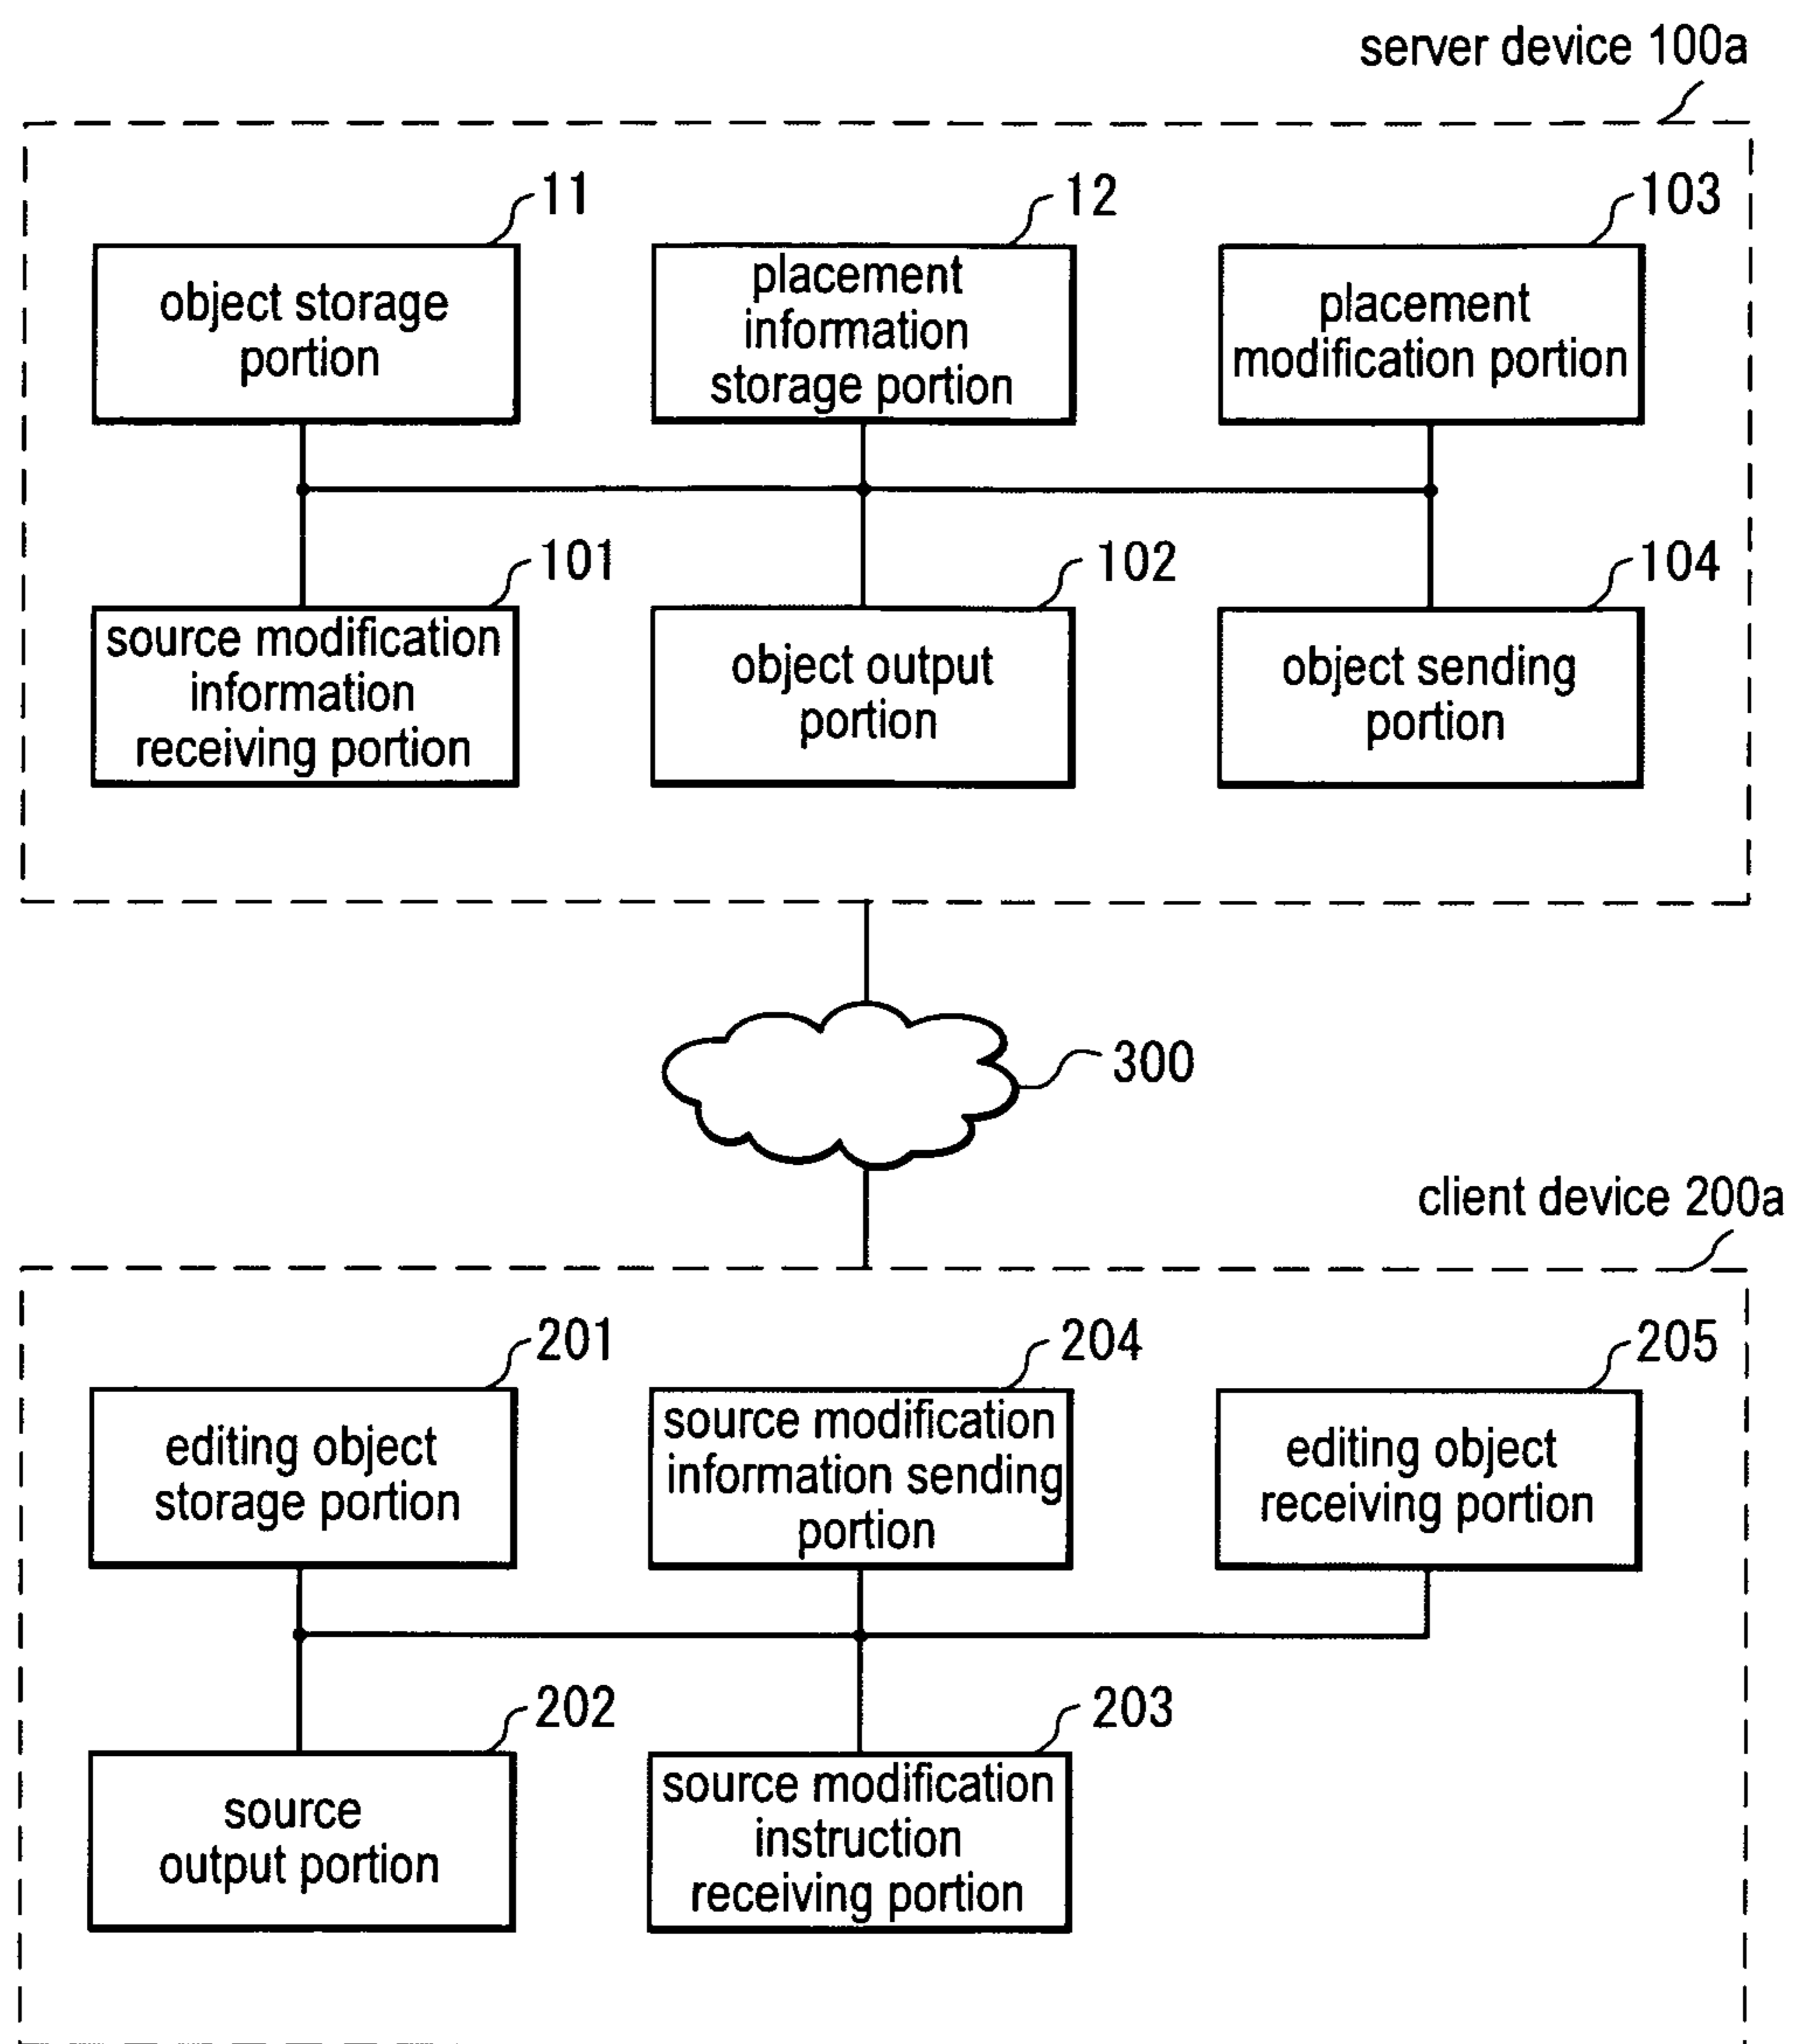 server device 100a
11
12
103
object storage
portion
placement
information
storage portion
placement
modification portion
101
102
104
source modification
information
receiving portion
object output
portion
object sending
portion
300
client device 200a
201
204
205
editing object
storage portion
source modification
information sending
portion
editing object
receiving portion
202
203
source
output portion
source modification
instruction
receiving portion